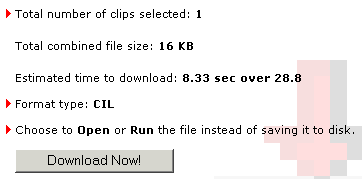 Total number of clips selected: 1
Total combined file size: 16 KB
Estimated time to download: 8.33 sec over 28.8
Format type: CIL
Choose to Open or Run the file instead of saving it to disk.
Download Now!